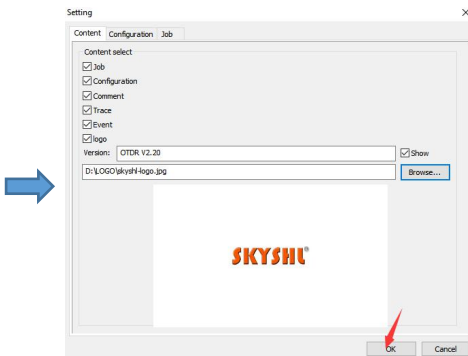 Setting
Content Configuration Job
Content select
Job
Configuration
Comment
Trace
Event
logo
Version: OTDR V2.20 Show
D:\LOGO\skyshl-logo.jpg Browse...
SKYSHL®
OK Cancel